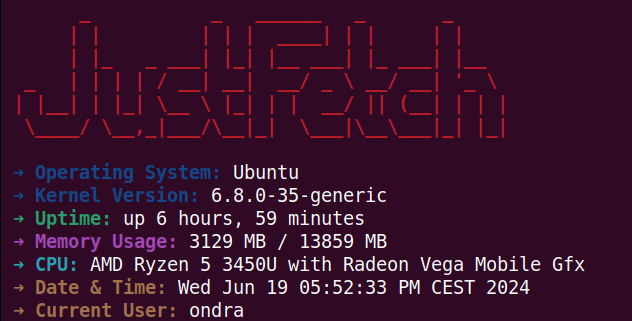 JustFetch
➜ Operating System: Ubuntu
➜ Kernel Version: 6.8.0-35-generic
➜ Uptime: up 6 hours, 59 minutes
➜ Memory Usage: 3129 MB / 13859 MB
➜ CPU: AMD Ryzen 5 3450U with Radeon Vega Mobile Gfx
➜ Date & Time: Wed Jun 19 05:52:33 PM CEST 2024
➜ Current User: ondra